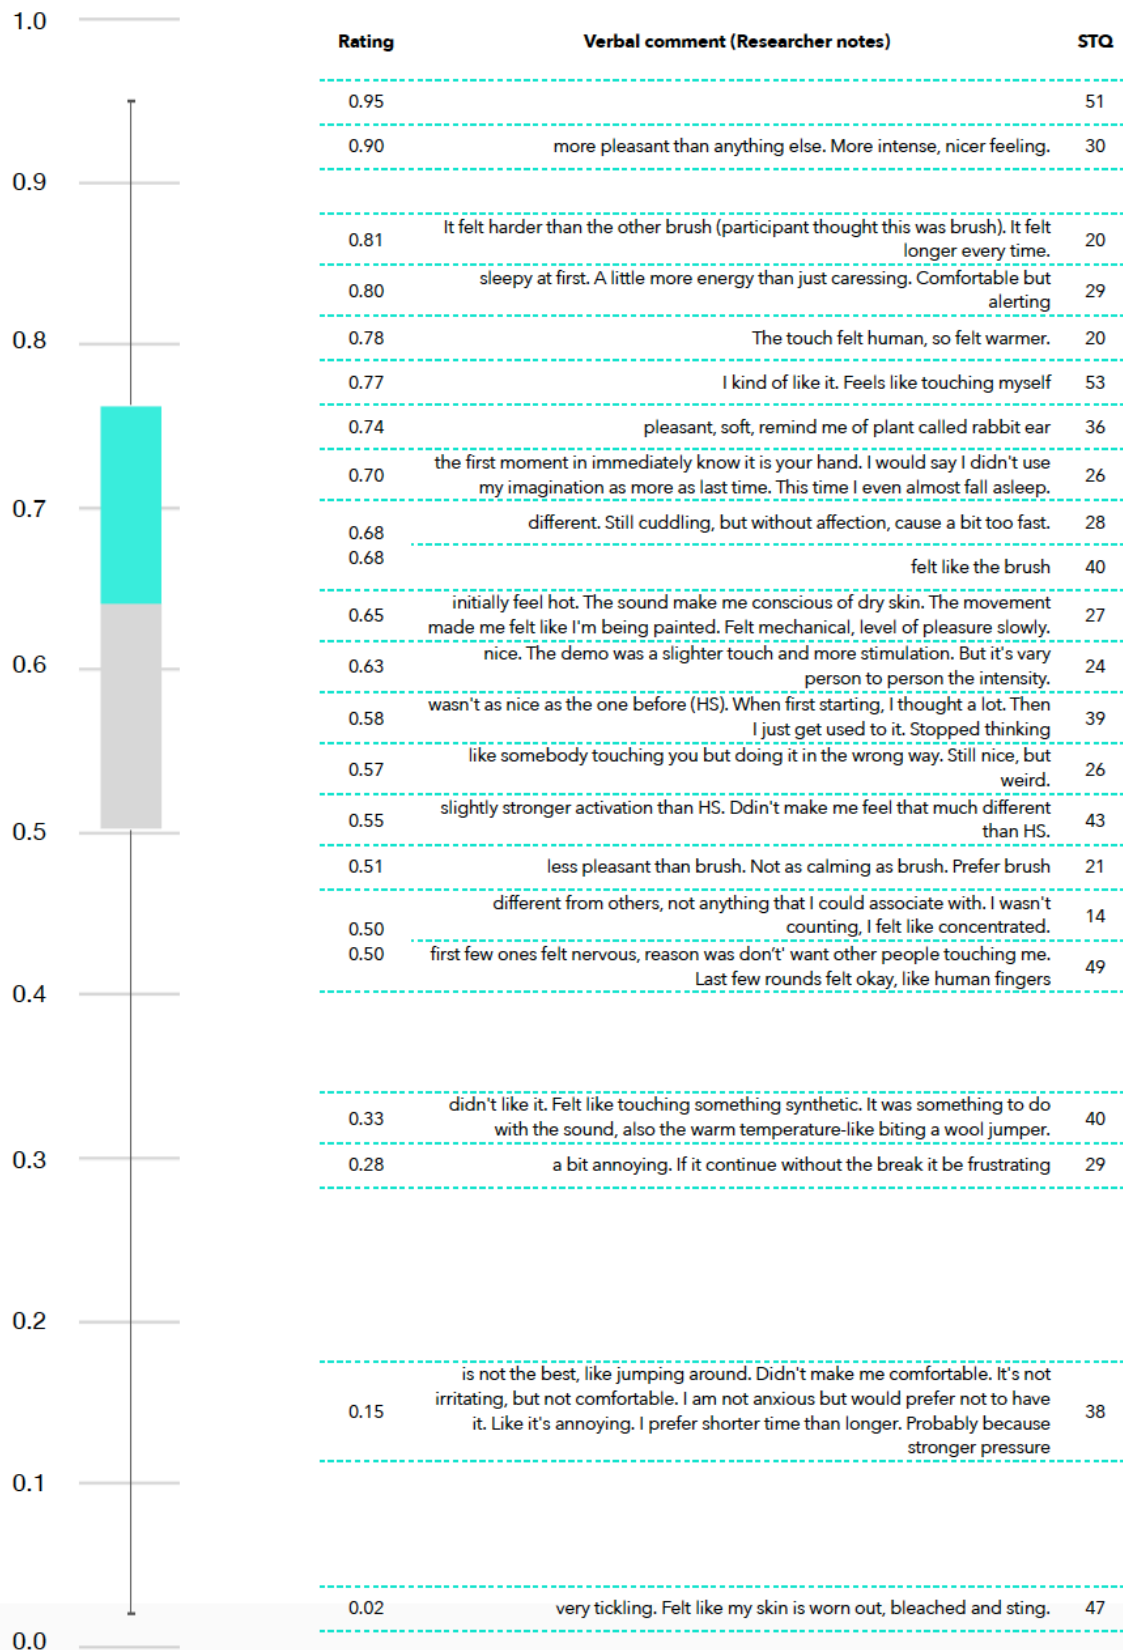 1.0
Rating Verbal comment (Researcher notes) STQ
0.95 51
0.90 more pleasant than anything else. More intense, nicer feeling. 30
0.9
0.81 It felt harder than the other brush (participant thought this was brush). It felt
longer every time. 20
0.80 sleepy at first. A little more energy than just caressing. Comfortable but
alerting 29
0.8
0.78 The touch felt human, so felt warmer. 20
0.77 I kind of like it. Feels like touching myself 53
0.74 pleasant, soft, remind me of plant called rabbit ear 36
0.70 the first moment in immediately know it is your hand. I would say I didn't use
my imagination as more as last time. This time I even almost fall asleep. 26
0.7
0.68 different. Still cuddling, but without affection, cause a bit too fast. 28
0.68 felt like the brush 40
0.65 initially feel hot. The sound make me conscious of dry skin. The movement
made me felt like I'm being painted. Felt mechanical, level of pleasure slowly. 27
0.6
0.63 nice. The demo was a slighter touch and more stimulation. But it's vary
person to person the intensity. 24
0.58 wasn't as nice as the one before (HS). When first starting, I thought a lot. Then
I just get used to it. Stopped thinking 39
0.57 like somebody touching you but doing it in the wrong way. Still nice, but
weird. 26
0.55 slightly stronger activation than HS. Ddin't make me feel that much different
than HS. 43
0.5
0.51 less pleasant than brush. Not as calming as brush. Prefer brush 21
0.50 different from others, not anything that I could associate with. I wasn't
counting, I felt like concentrated. 14
0.50 first few ones felt nervous, reason was don't' want other people touching me.
Last few rounds felt okay, like human fingers 49
0.4
0.33 didn't like it. Felt like touching something synthetic. It was something to do
with the sound, also the warm temperature-like biting a wool jumper. 40
0.3
0.28 a bit annoying. If it continue without the break it be frustrating 29
0.2
0.15 is not the best, like jumping around. Didn't make me comfortable. It's not
irritating, but not comfortable. I am not anxious but would prefer not to have
it. Like it's annoying. I prefer shorter time than longer. Probably because
stronger pressure 38
0.1
0.02 very tickling. Felt like my skin is worn out, bleached and sting. 47
0.0